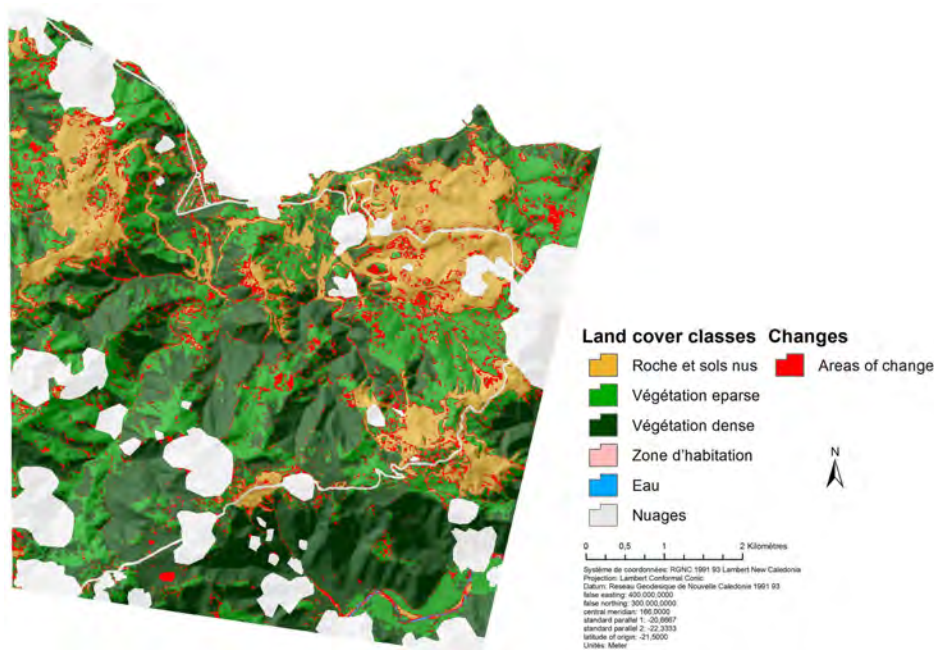 Land cover classes Changes
Roche et sols nus Areas of change
Végétation eparse
Végétation dense
Zone d'habitation
Eau
Nuages
N
0 0,5 1 2 Kilomètres
Système de coordonnées: RGNC 1991 93 Lambert New Caledonia
Projection: Lambert Conformal Conic
Datum: Reseau Geodesique de Nouvelle Caledonie 1991 93
false easting: 400.000,0000
false northing: 300.000,0000
central meridian: 166,0000
standard parallel 1: -20,6667
standard parallel 2: -22,3333
latitude of origin: -21,5000
Unités: Meter